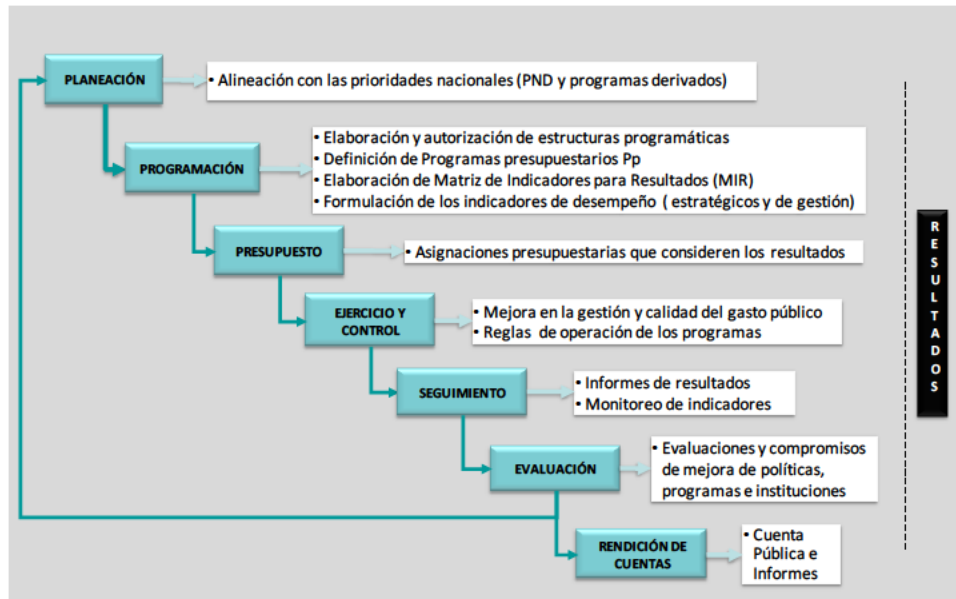 PLANEACIÓN
• Alineación con las prioridades nacionales (PND y programas derivados)
PROGRAMACIÓN
• Elaboración y autorización de estructuras programáticas
• Definición de Programas presupuestarios Pp
• Elaboración de Matriz de Indicadores para Resultados (MIR)
• Formulación de los indicadores de desempeño ( estratégicos y de gestión)
PRESUPUESTO
• Asignaciones presupuestarias que consideren los resultados
EJERCICIO Y
CONTROL
• Mejora en la gestión y calidad del gasto público
• Reglas de operación de los programas
SEGUIMIENTO
• Informes de resultados
• Monitoreo de indicadores
EVALUACIÓN
• Evaluaciones y compromisos
de mejora de políticas,
programas e instituciones
RENDICIÓN DE
CUENTAS
• Cuenta
Pública e
Informes
RESULTADOS